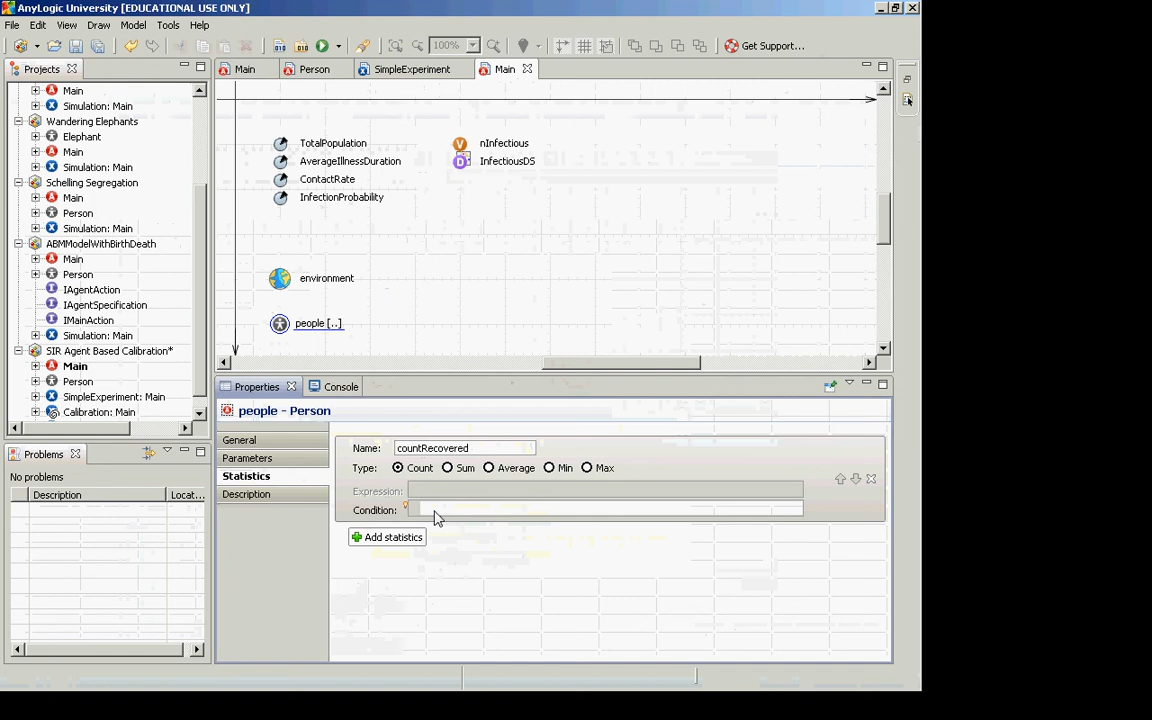 AnyLogic University [EDUCATIONAL USE ONLY]
File Edit View Draw Model Tools Help
100% Get Support...
Projects
Main
Simulation: Main
Wandering Elephants
Elephant
Main
Simulation: Main
Schelling Segregation
Main
Person
Simulation: Main
ABMModelWithBirthDeath
Main
Person
IAgentAction
IAgentSpecification
IMainAction
Simulation: Main
SIR Agent Based Calibration*
Main
Person
SimpleExperiment: Main
Calibration: Main
Problems
No problems
Description Locat...
Main Person SimpleExperiment Main
TotalPopulation nInfectious
AverageIllnessDuration InfectiousDS
ContactRate
InfectionProbability
environment
people [..]
Properties Console
people - Person
General
Parameters
Statistics
Description
Name: countRecovered
Type: Count Sum Average Min Max
Expression:
Condition:
Add statistics